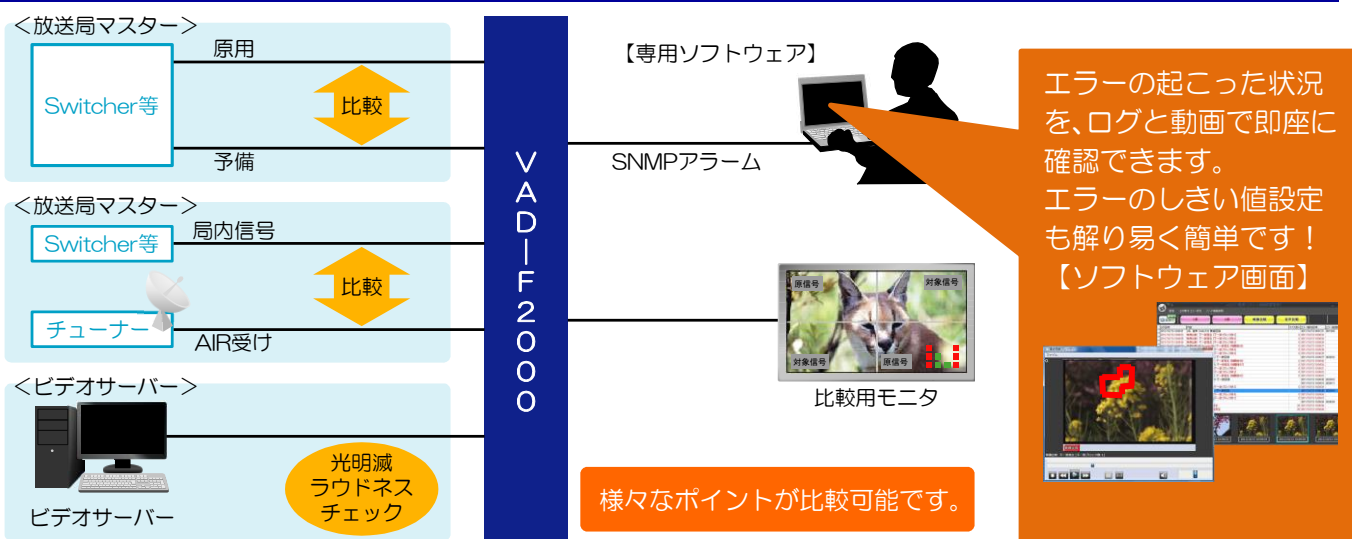 ＜放送局マスター＞
原用
Switcher等
比較
予備
＜放送局マスター＞
局内信号
Switcher等
比較
チューナー
AIR受け
＜ビデオサーバー＞
光明滅
ラウドネス
チェック
ビデオサーバー
VADIーF2000
【専用ソフトウェア】
SNMPアラーム
原信号
対象信号
対象信号
原信号
比較用モニタ
様々なポイントが比較可能です。
エラーの起こった状況
を、ログと動画で即座に
確認できます。
エラーのしきい値設定
も解り易く簡単です！
【ソフトウェア画面】